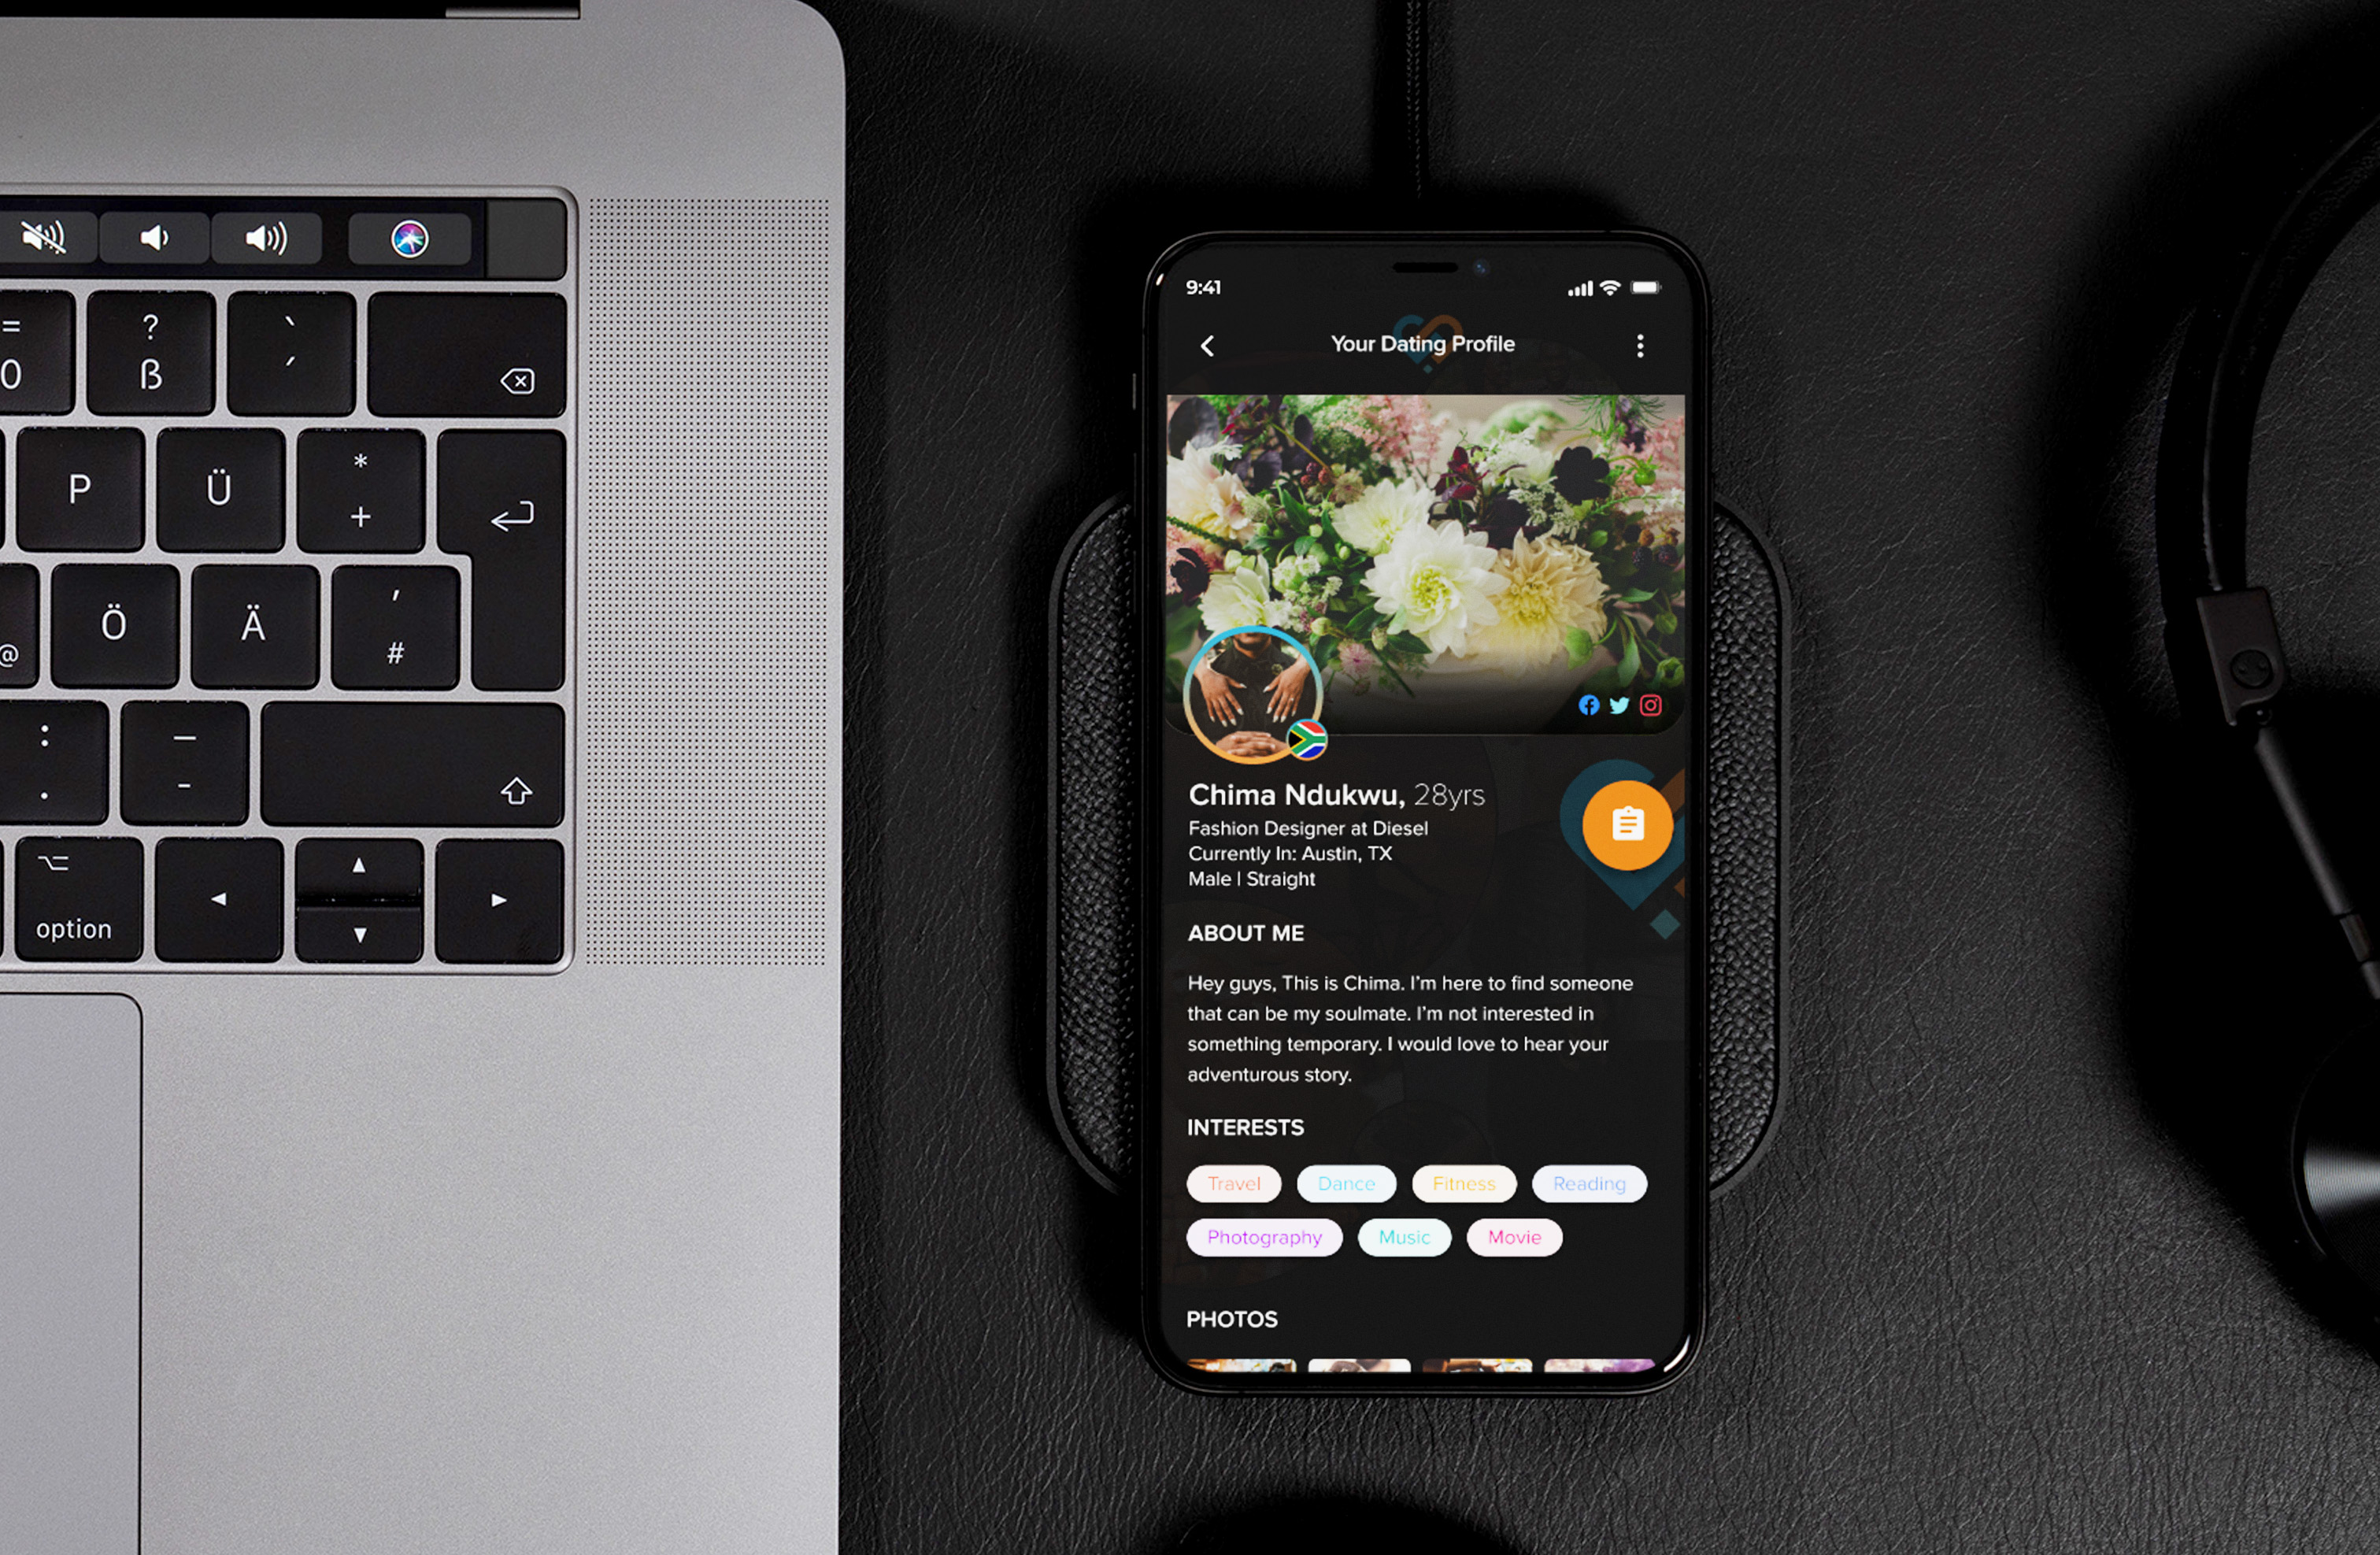 =
0
?
ß
`
´
P
Ü
*
+
@
Ö
Ä
'
#
:
.
_
-
option
9:41
Your Dating Profile
Chima Ndukwu, 28yrs
Fashion Designer at Diesel
Currently In: Austin, TX
Male | Straight
ABOUT ME
Hey guys, This is Chima. I'm here to find someone
that can be my soulmate. I'm not interested in
something temporary. I would love to hear your
adventurous story.
INTERESTS
Travel Dance Fitness Reading
Photography Music Movie
PHOTOS